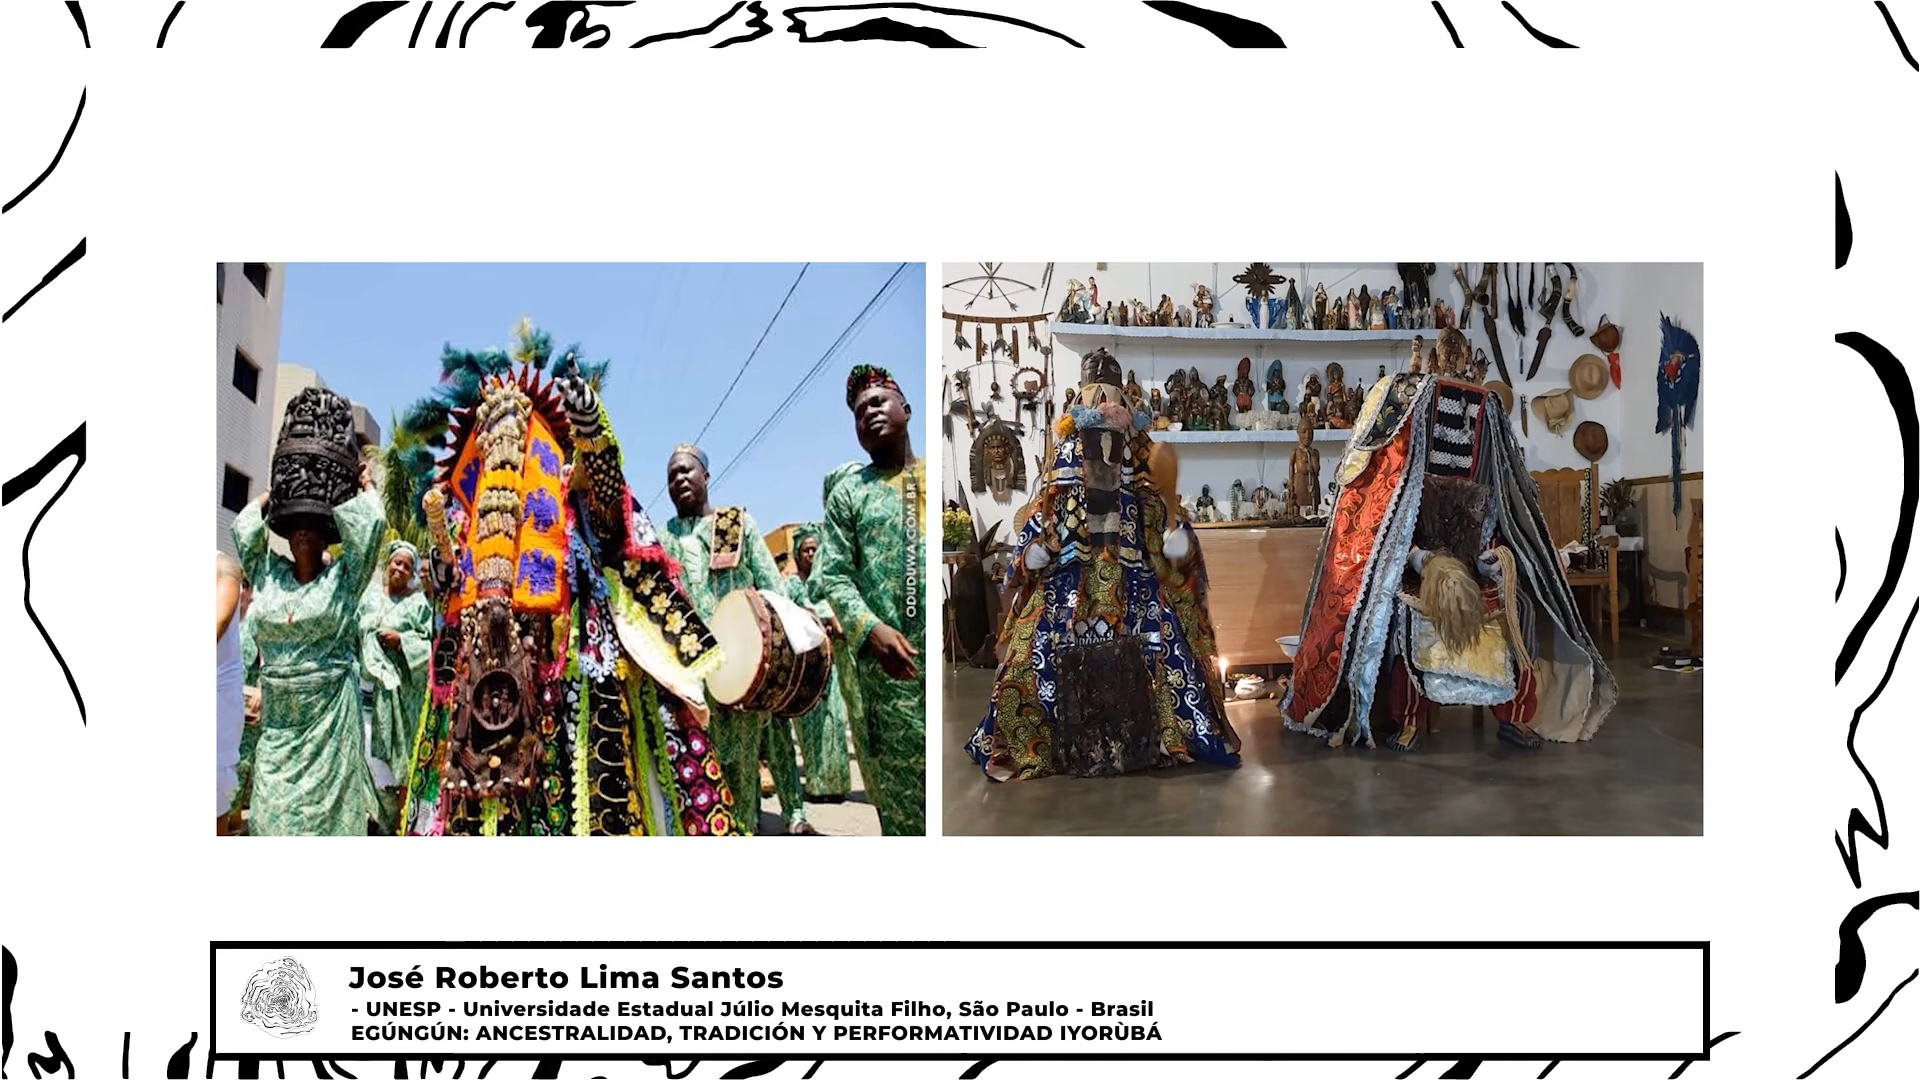 ODUDUWA.COM.BR
José Roberto Lima Santos
- UNESP - Universidade Estadual Júlio Mesquita Filho, São Paulo - Brasil
EGÚNGÚN: ANCESTRALIDAD, TRADICIÓN Y PERFORMATIVIDAD IYORÙBÁ